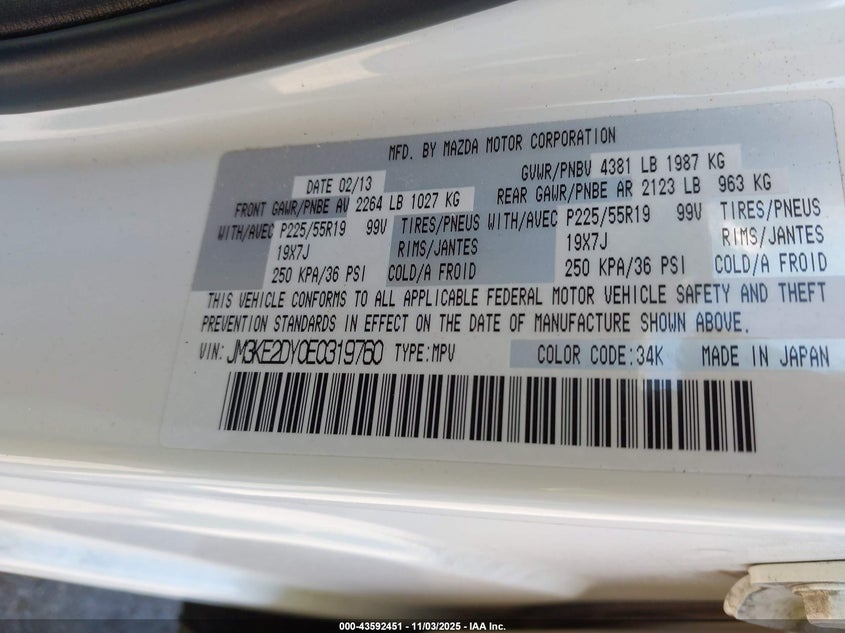 MFD. BY MAZDA MOTOR CORPORATION
DATE 02/13 GVWR/PNBV 4381 LB 1987 KG
FRONT GAWR/PNBE AV 2264 LB 1027 KG REAR GAWR/PNBE AR 2123 LB 963 KG
WITH/AVEC P225/55R19 99V TIRES/PNEUS WITH/AVEC P225/55R19 99V TIRES/PNEUS
19X7J RIMS/JANTES 19X7J RIMS/JANTES
250 KPA/36 PSI COLD/A FROID 250 KPA/36 PSI COLD/A FROID
THIS VEHICLE CONFORMS TO ALL APPLICABLE FEDERAL MOTOR VEHICLE SAFETY AND THEFT
PREVENTION STANDARDS IN EFFECT ON THE DATE OF MANUFACTURE SHOWN ABOVE.
VIN: JM3KE2DY0E0319760 TYPE:MPV COLOR CODE:34K MADE IN JAPAN
000-43592451 - 11/03/2025 - IAA Inc.